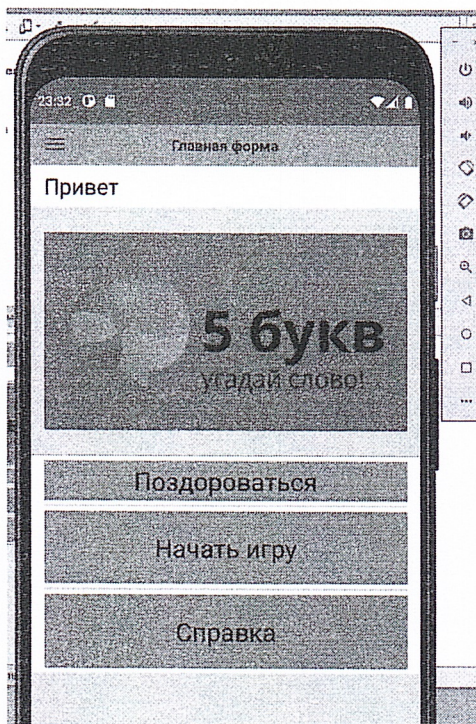 23:32
Главная форма
Привет
5 букв
угадай слово!
Поздороваться
Начать игру
Справка